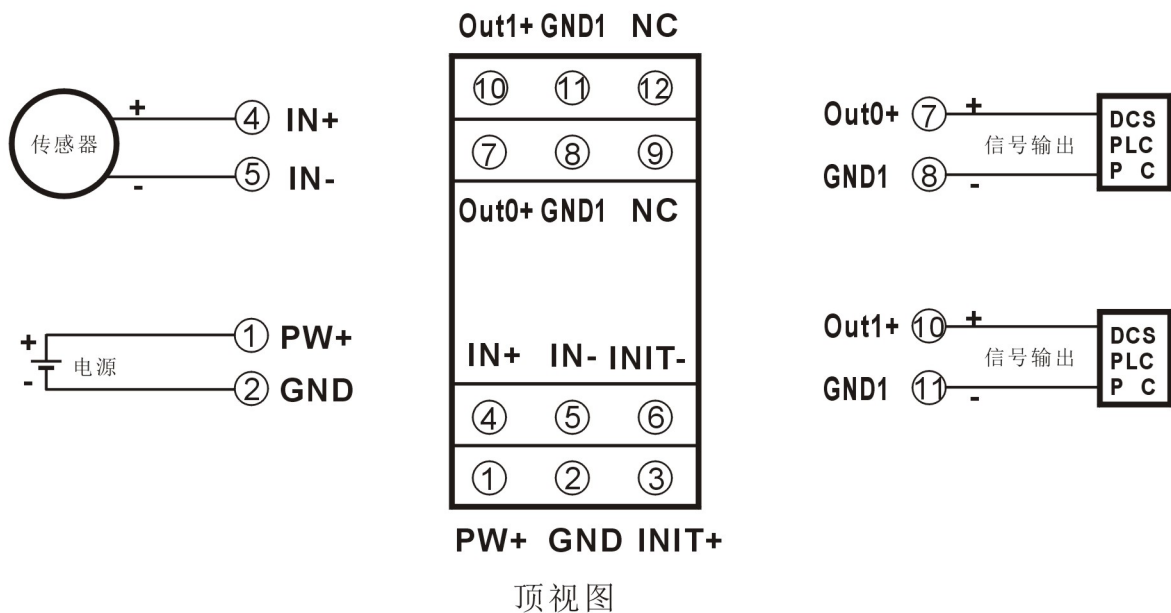 Out1+ GND1 NC
⑩ ⑪ ⑫
⑦ ⑧ ⑨
Out0+ GND1 NC
IN+ IN- INIT-
④ ⑤ ⑥
① ② ③
PW+ GND INIT+
传感器
+ ④ IN+
- ⑤ IN-
+ ① PW+
电源
- ② GND
Out0+ ⑦ +
信号输出
GND1 ⑧ -
DCS
PLC
P C
Out1+ ⑩ +
信号输出
GND1 ⑪ -
DCS
PLC
P C
顶视图